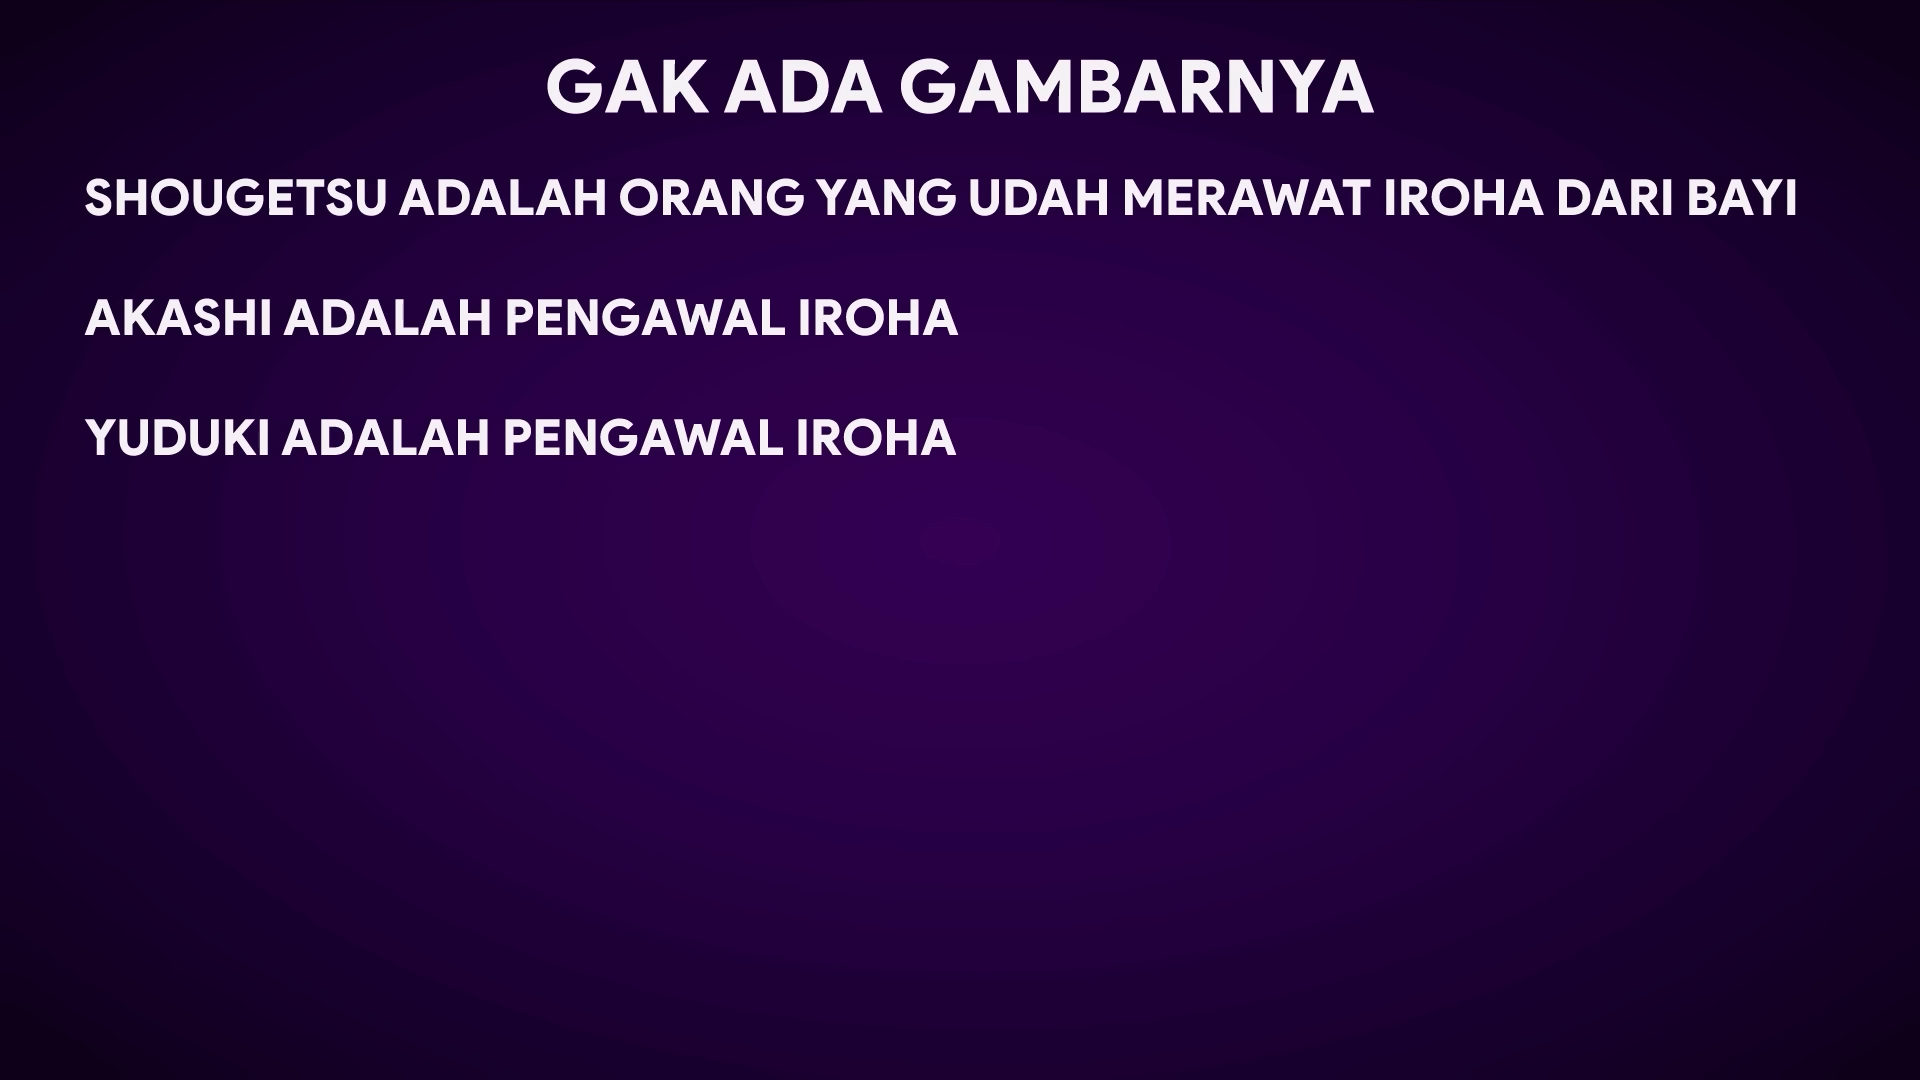 GAK ADA GAMBARNYA
SHOUGETSU ADALAH ORANG YANG UDAH MERAWAT IROHA DARI BAYI
AKASHI ADALAH PENGAWAL IROHA
YUDUKI ADALAH PENGAWAL IROHA